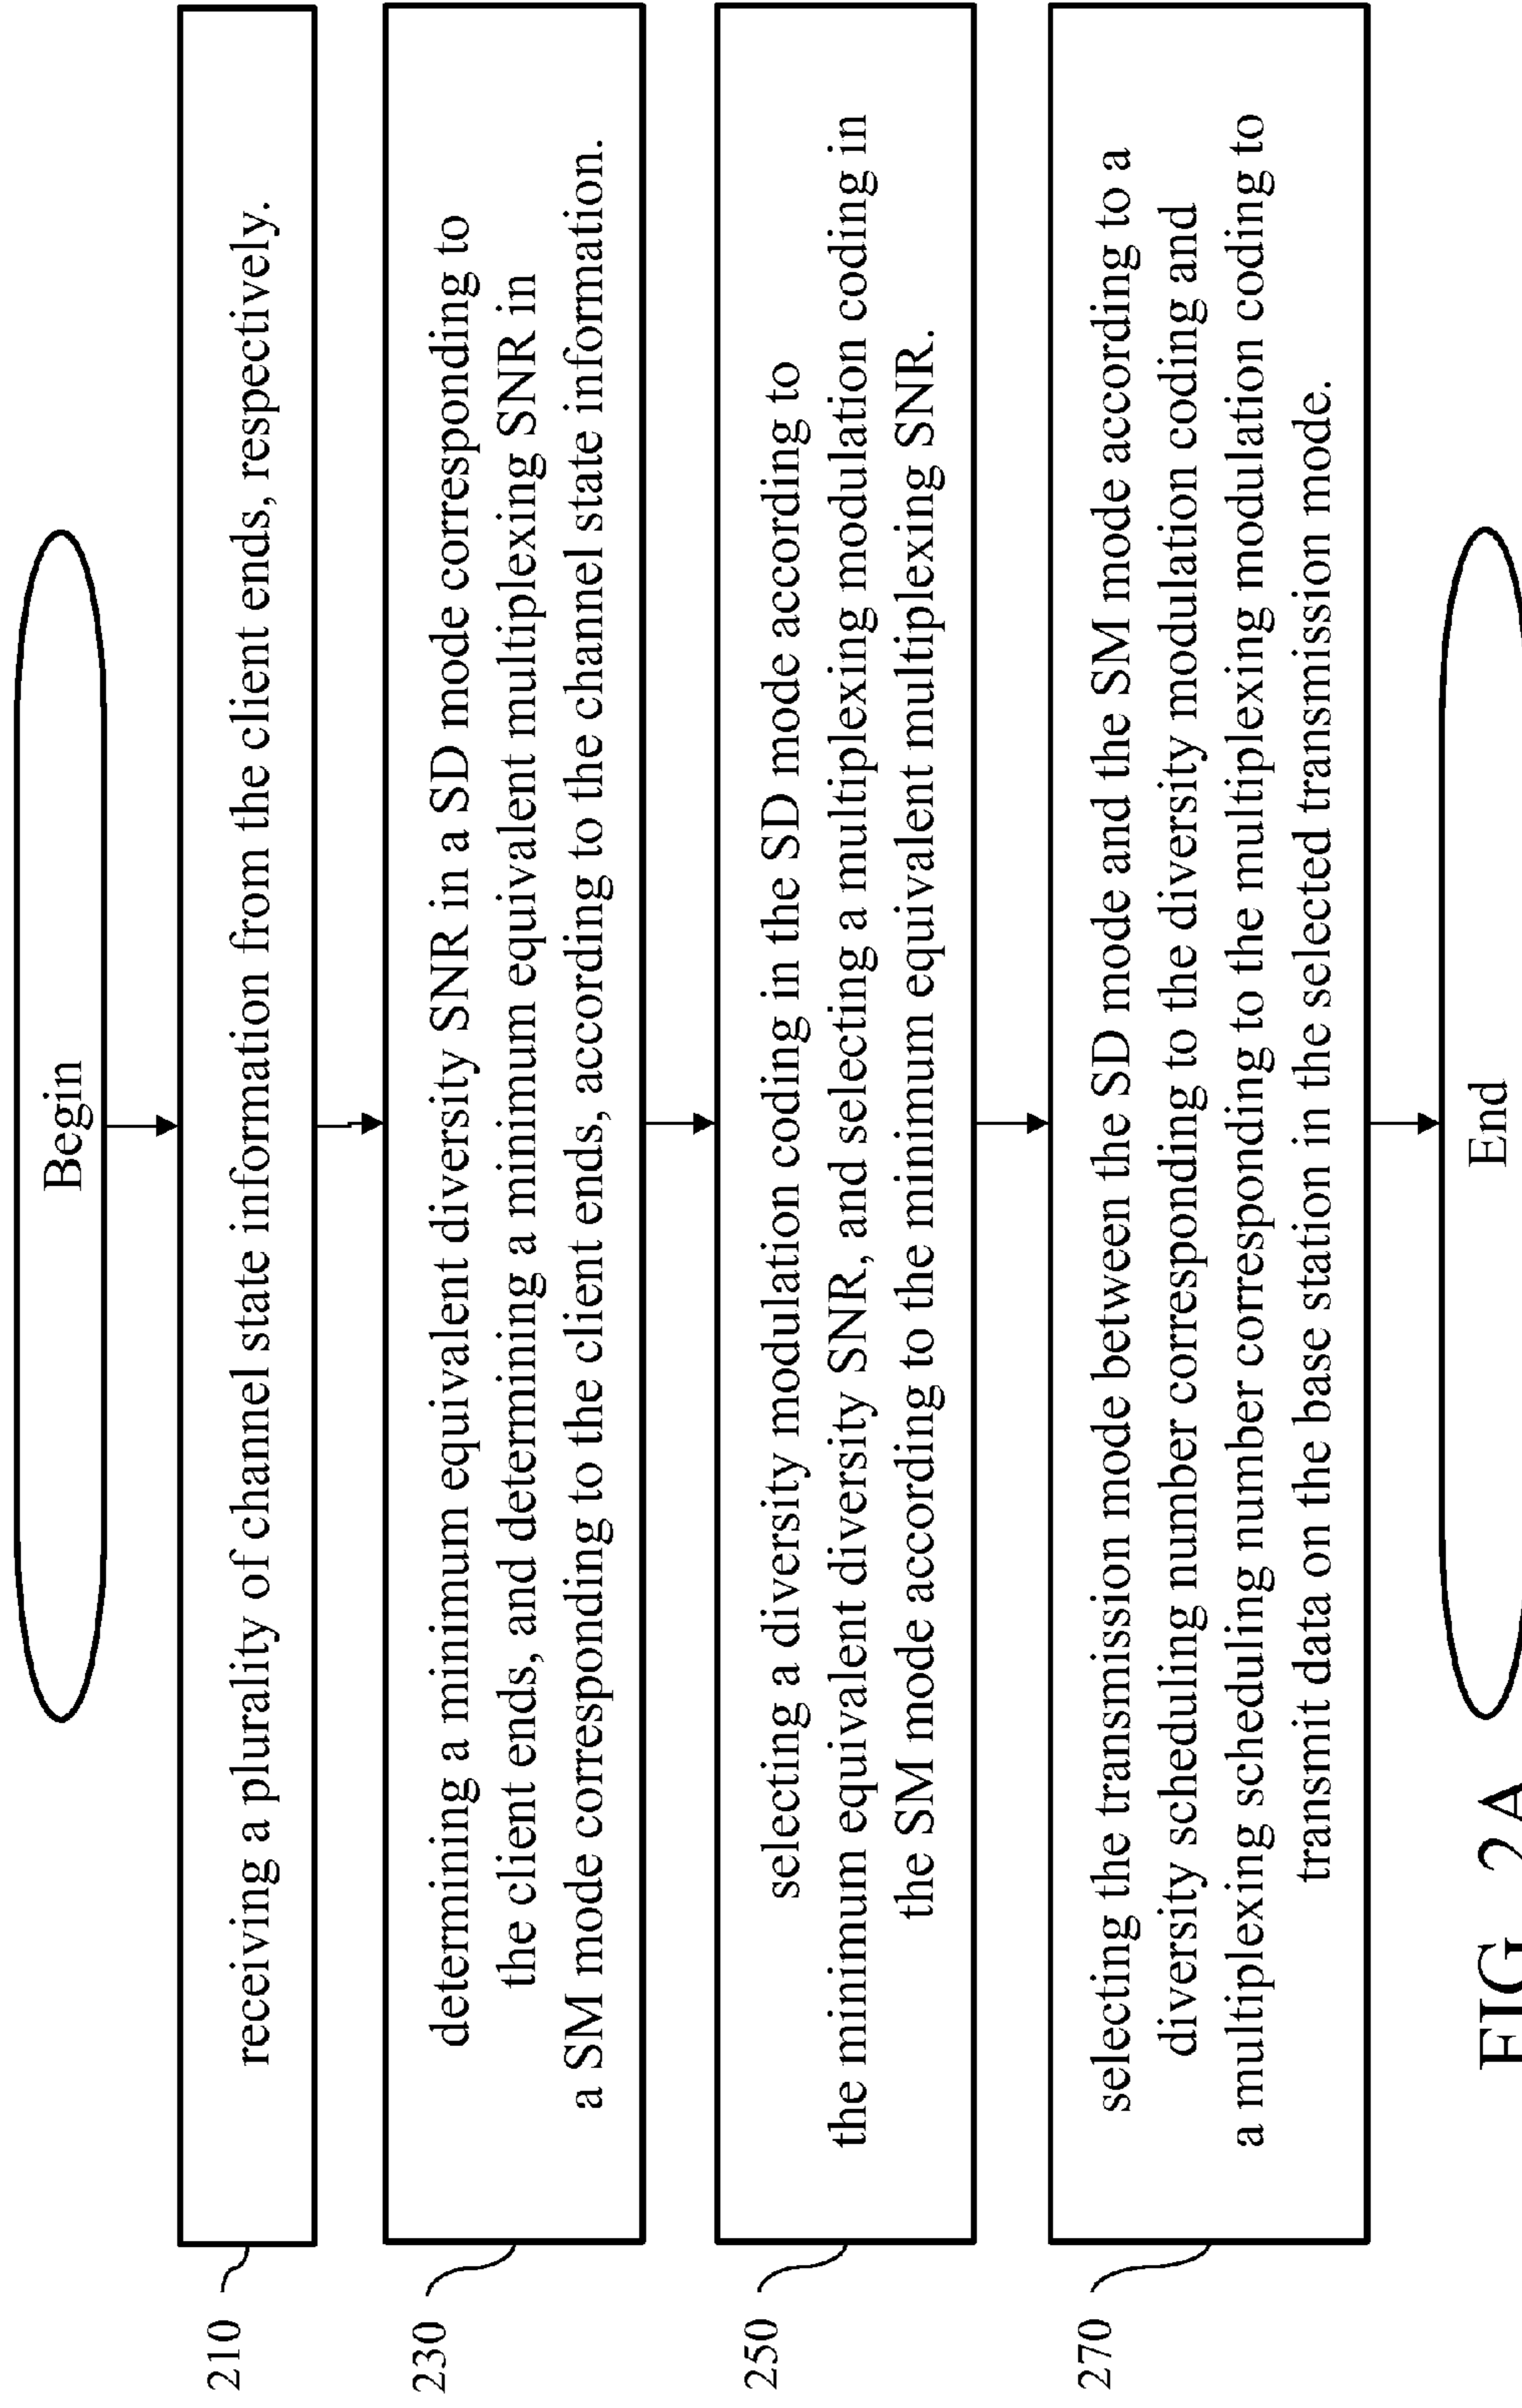 Begin
210
receiving a plurality of channel state information from the client ends, respectively.
230
determining a minimum equivalent diversity SNR in a SD mode corresponding to
the client ends, and determining a minimum equivalent multiplexing SNR in
a SM mode corresponding to the client ends, according to the channel state information.
250
selecting a diversity modulation coding in the SD mode according to
the minimum equivalent diversity SNR, and selecting a multiplexing modulation coding in
the SM mode according to the minimum equivalent multiplexing SNR.
270
selecting the transmission mode between the SD mode and the SM mode according to a
diversity scheduling number corresponding to the diversity modulation coding and
a multiplexing scheduling number corresponding to the multiplexing modulation coding to
transmit data on the base station in the selected transmission mode.
End
FIG. 2A